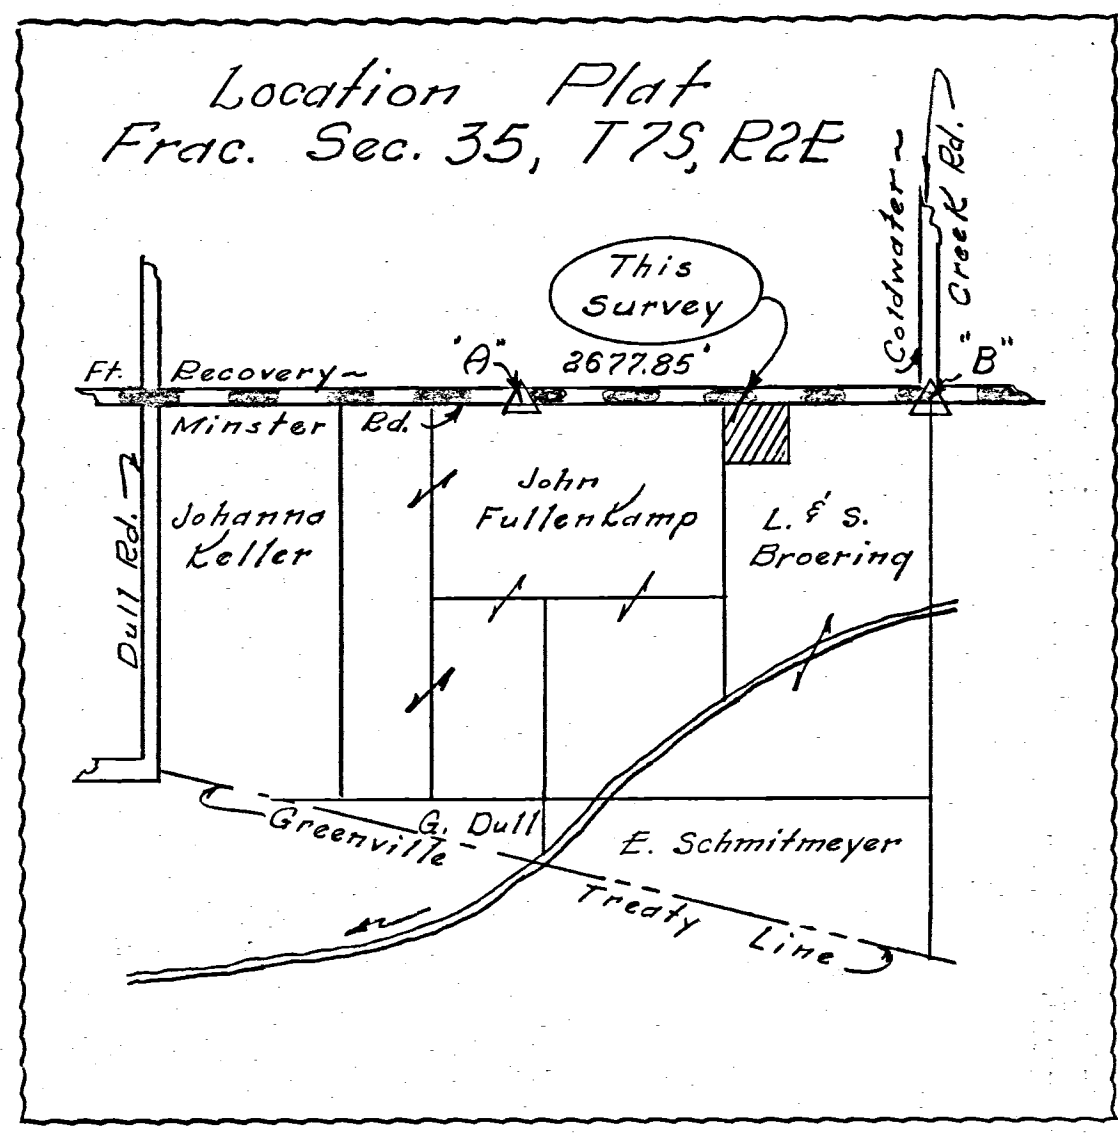 Location Plat
Frac. Sec. 35, T7S, R2E
Coldwater ~
Creek Rd.
This
Survey
"A"
2677.85'
"B"
Ft. Recovery ~
Minster Rd.
Dull Rd.
Johanna
Keller
John
Fullenkamp
L. & S.
Broering
Greenville
G. Dull
E. Schmitmeyer
Treaty
Line